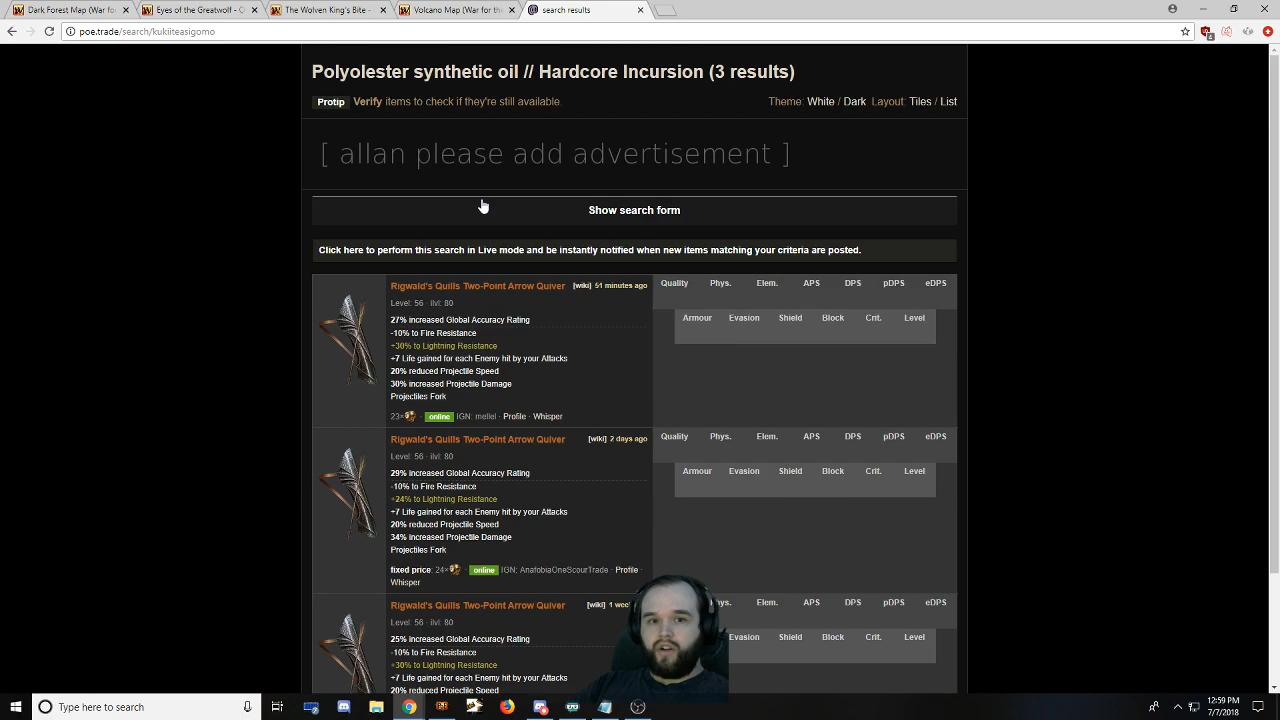 Dark Forest Map (War for
Eyes of the Greatwolf - O
The Wolven King's Bite -
Volcano Map (War for the
search results
poe.trade/search/kukiiteasigomo
Polyolester synthetic oil // Hardcore Incursion (3 results)
Protip Verify items to check if they're still available.
Theme: White / Dark Layout: Tiles / List
[ allan please add advertisement ]
Show search form
Click here to perform this search in Live mode and be instantly notified when new items matching your criteria are posted.
Rigwald's Quills Two-Point Arrow Quiver [wiki] 51 minutes ago
Level: 56 · ilvl: 80
27% increased Global Accuracy Rating
-10% to Fire Resistance
+30% to Lightning Resistance
+7 Life gained for each Enemy hit by your Attacks
20% reduced Projectile Speed
30% increased Projectile Damage
Projectiles Fork
23× · online IGN: mellel · Profile · Whisper
Quality Phys. Elem. APS DPS pDPS eDPS
Armour Evasion Shield Block Crit. Level
Rigwald's Quills Two-Point Arrow Quiver [wiki] 2 days ago
Level: 56 · ilvl: 80
29% increased Global Accuracy Rating
-10% to Fire Resistance
+24% to Lightning Resistance
+7 Life gained for each Enemy hit by your Attacks
20% reduced Projectile Speed
34% increased Projectile Damage
Projectiles Fork
fixed price: 24× · online IGN: AnafobiaOneScourTrade · Profile ·
Whisper
Quality Phys. Elem. APS DPS pDPS eDPS
Armour Evasion Shield Block Crit. Level
Rigwald's Quills Two-Point Arrow Quiver [wiki] 1
Level: 56 · ilvl: 80
25% increased Global Accuracy Rating
-10% to Fire Resistance
+30% to Lightning Resistance
+7 Life gained for each Enemy hit
20% reduced Projectile
Elem. APS DPS pDPS eDPS
Evasion Shield Block Crit. Level
Type here to search
12:59 PM
7/7/2018